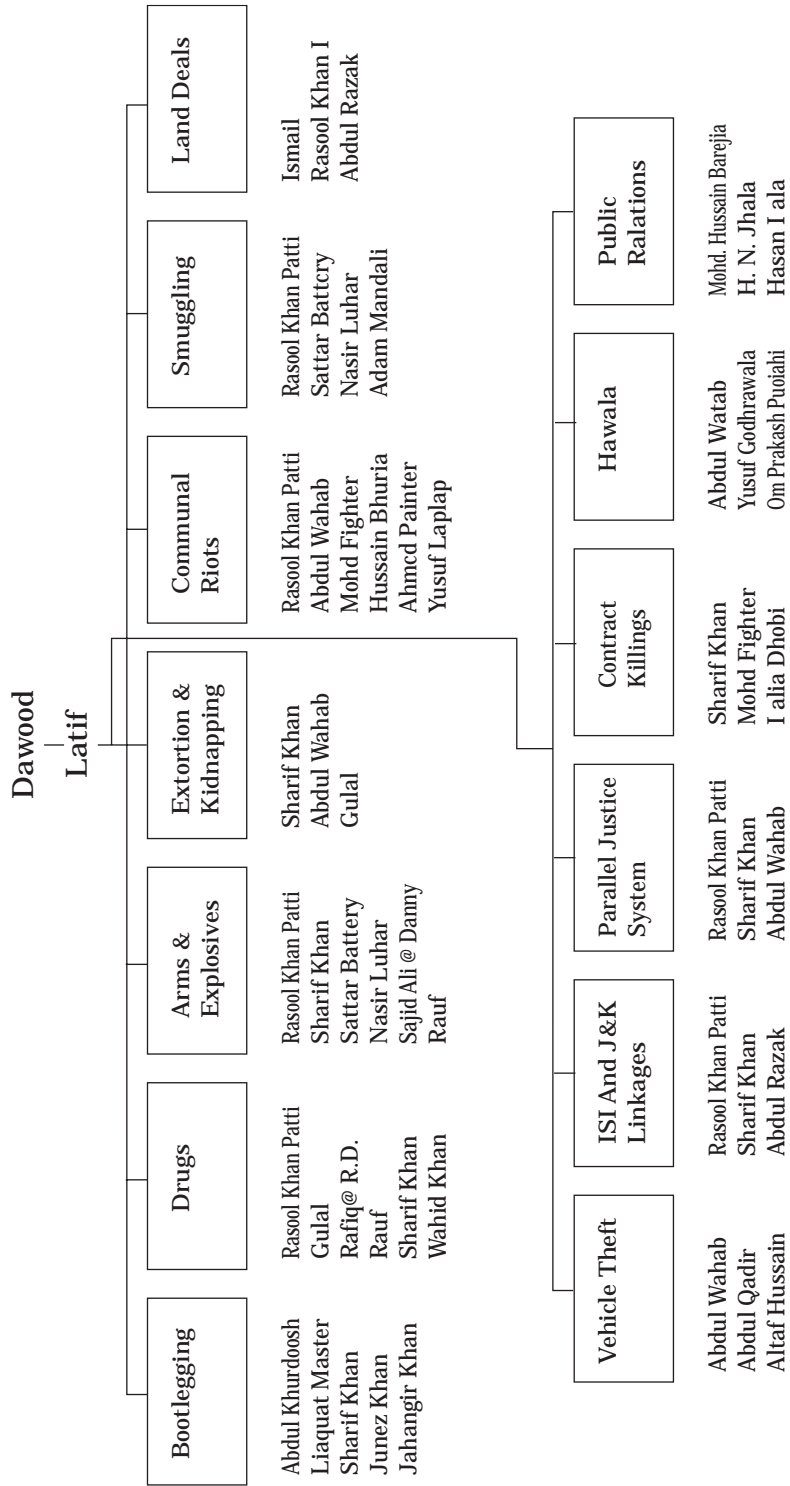 Dawood
Latif
Bootlegging
Abdul Khurdoosh
Liaquat Master
Sharif Khan
Junez Khan
Jahangir Khan
Drugs
Rasool Khan Patti
Gulal
Rafiq@ R.D.
Rauf
Sharif Khan
Wahid Khan
Arms &
Explosives
Rasool Khan Patti
Sharif Khan
Sattar Battery
Nasir Luhar
Sajid Ali @ Danny
Rauf
Extortion &
Kidnapping
Sharif Khan
Abdul Wahab
Gulal
Communal
Riots
Rasool Khan Patti
Abdul Wahab
Mohd Fighter
Hussain Bhuria
Ahmcd Painter
Yusuf Laplap
Smuggling
Rasool Khan Patti
Sattar Battcry
Nasir Luhar
Adam Mandali
Land Deals
Ismail
Rasool Khan I
Abdul Razak
Vehicle Theft
Abdul Wahab
Abdul Qadir
Altaf Hussain
ISI And J&K
Linkages
Rasool Khan Patti
Sharif Khan
Abdul Razak
Parallel Justice
System
Rasool Khan Patti
Sharif Khan
Abdul Wahab
Contract
Killings
Sharif Khan
Mohd Fighter
I alia Dhobi
Hawala
Abdul Watab
Yusuf Godhrawala
Om Prakash Puoiahi
Public
Ralations
Mohd. Hussain Barejia
H. N. Jhala
Hasan I ala